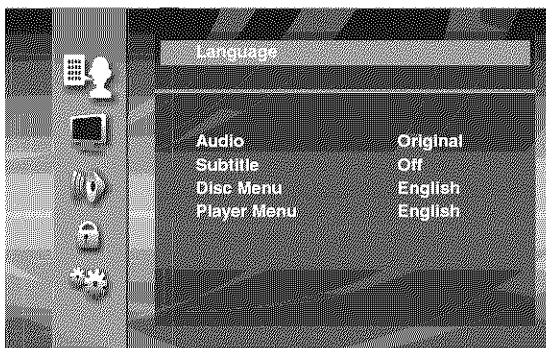 Language
Audio Original
Subtitle Off
Disc Menu English
Player Menu English